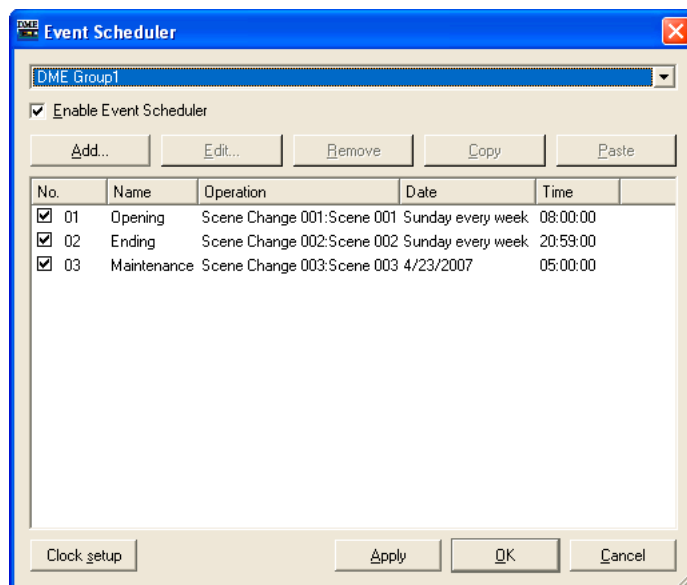 DME
Event Scheduler
DME Group1
Enable Event Scheduler
Add... Edit... Remove Copy Paste
No. Name Operation Date Time
01 Opening Scene Change 001:Scene 001 Sunday every week 08:00:00
02 Ending Scene Change 002:Scene 002 Sunday every week 20:59:00
03 Maintenance Scene Change 003:Scene 003 4/23/2007 05:00:00
Clock setup Apply OK Cancel